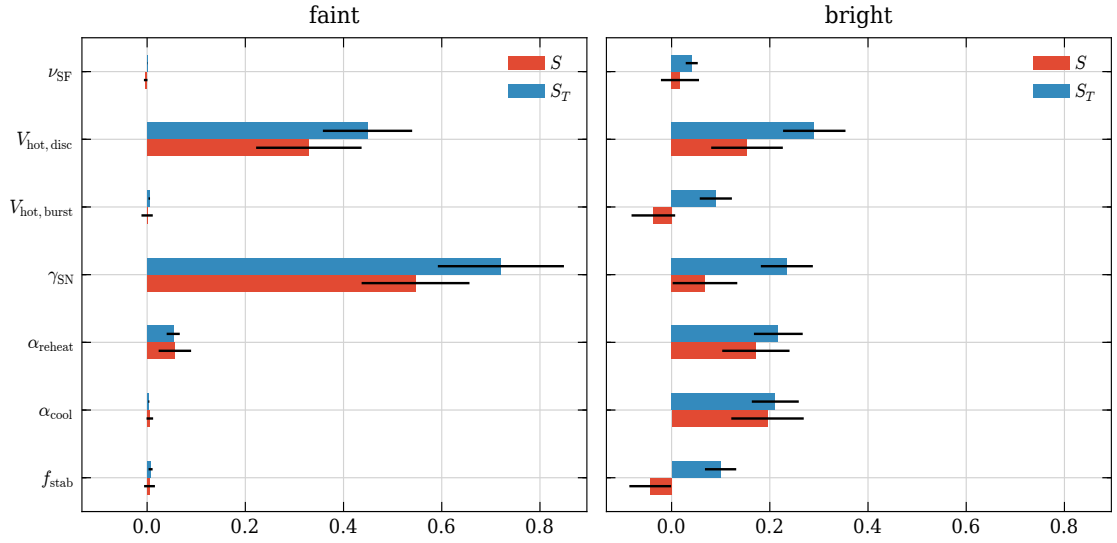 faint
bright
S
S_T
S
S_T
ν_SF
V_hot, disc
V_hot, burst
γ_SN
α_reheat
α_cool
f_stab
0.0 0.2 0.4 0.6 0.8
0.0 0.2 0.4 0.6 0.8